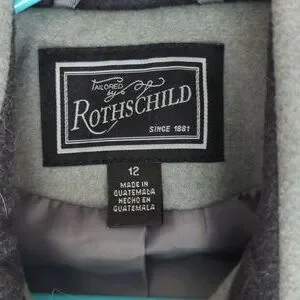 TAILORED
by
ROTHSCHILD
SINCE 1881
12
MADE IN
GUATEMALA
HECHO EN
GUATEMALA